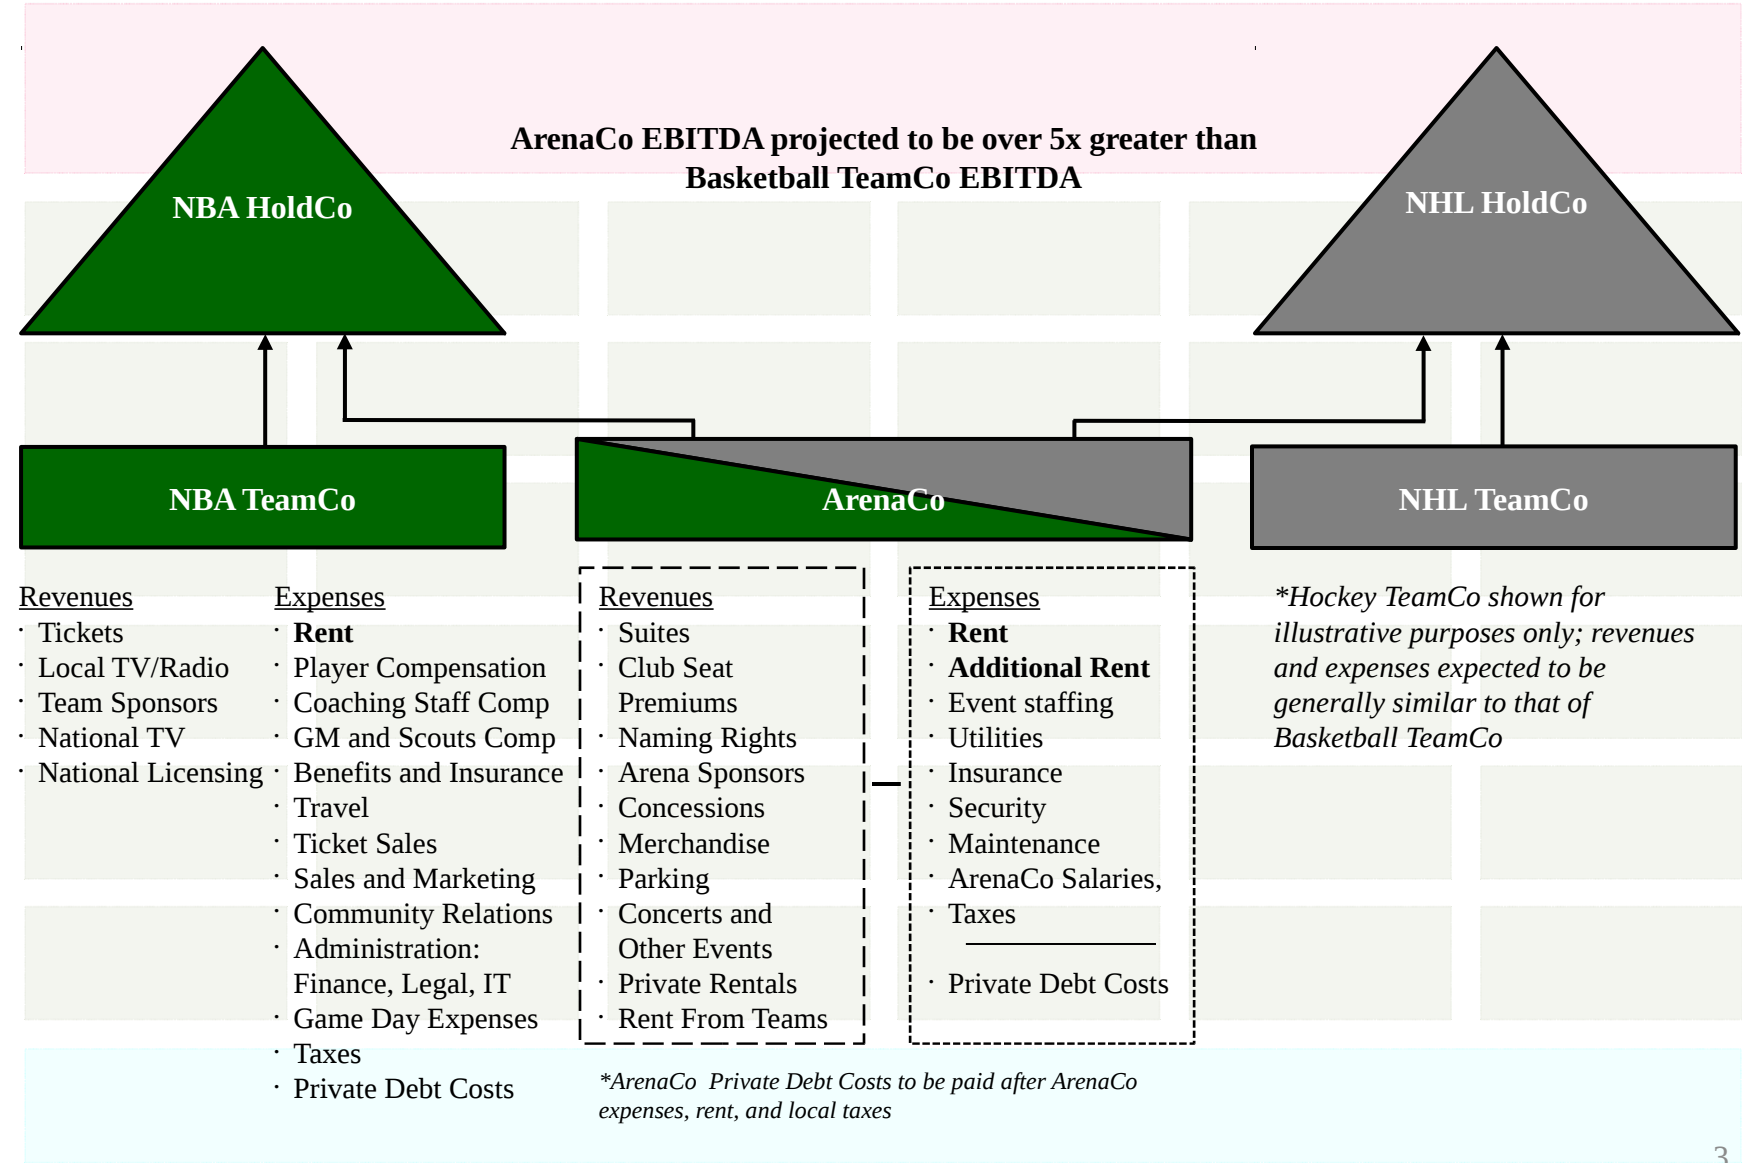 ArenaCo EBITDA projected to be over 5x greater than
Basketball TeamCo EBITDA
NBA HoldCo
NHL HoldCo
NBA TeamCo
ArenaCo
NHL TeamCo
Revenues
· Tickets
· Local TV/Radio
· Team Sponsors
· National TV
· National Licensing
Expenses
· Rent
· Player Compensation
· Coaching Staff Comp
· GM and Scouts Comp
· Benefits and Insurance
· Travel
· Ticket Sales
· Sales and Marketing
· Community Relations
· Administration:
Finance, Legal, IT
· Game Day Expenses
· Taxes
· Private Debt Costs
Revenues
· Suites
· Club Seat
Premiums
· Naming Rights
· Arena Sponsors
· Concessions
· Merchandise
· Parking
· Concerts and
Other Events
· Private Rentals
· Rent From Teams
Expenses
· Rent
· Additional Rent
· Event staffing
· Utilities
· Insurance
· Security
· Maintenance
· ArenaCo Salaries,
· Taxes
· Private Debt Costs
*Hockey TeamCo shown for
illustrative purposes only; revenues
and expenses expected to be
generally similar to that of
Basketball TeamCo
*ArenaCo  Private Debt Costs to be paid after ArenaCo
expenses, rent, and local taxes
3